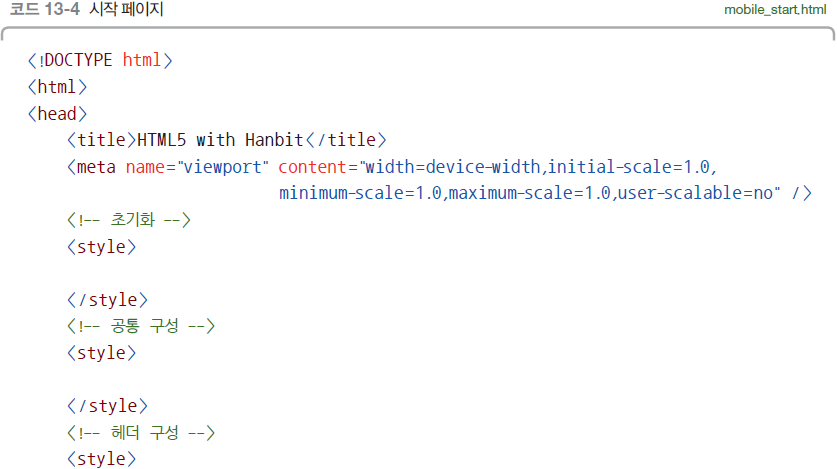 코드 13-4 시작 페이지 mobile_start.html
<!DOCTYPE html>
<html>
<head>
<title>HTML5 with Hanbit</title>
<meta name="viewport" content="width=device-width,initial-scale=1.0,
minimum-scale=1.0,maximum-scale=1.0,user-scalable=no" />
<!-- 초기화 -->
<style>
</style>
<!-- 공통 구성 -->
<style>
</style>
<!-- 헤더 구성 -->
<style>